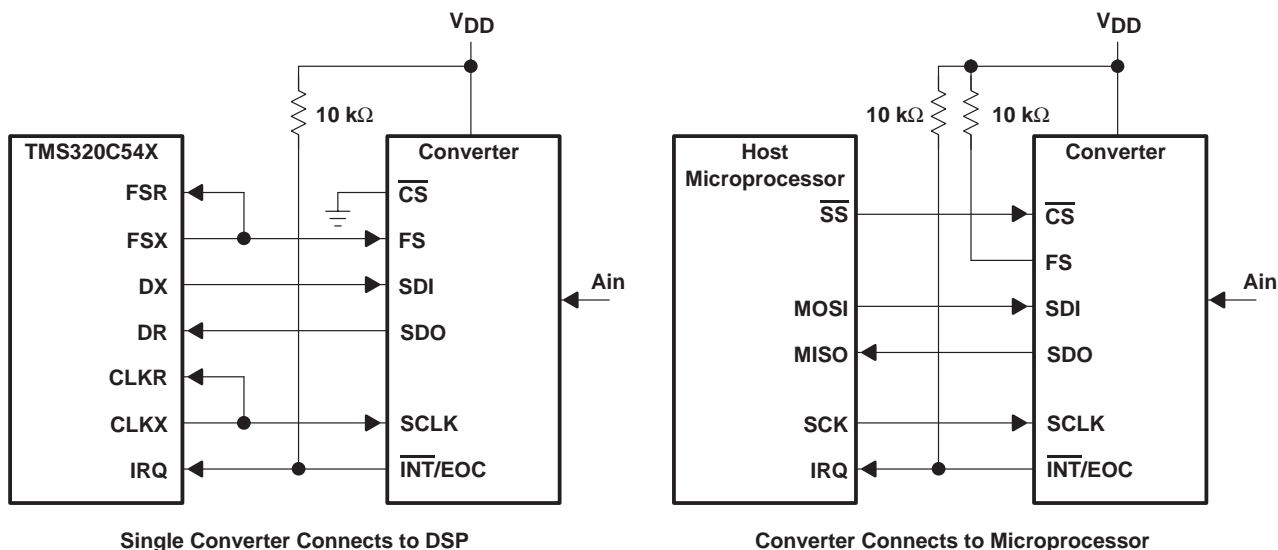 VDD
10 kΩ
TMS320C54X
Converter
FSR
CS
FSX
FS
DX
SDI
Ain
DR
SDO
CLKR
CLKX
SCLK
IRQ
INT/EOC
Single Converter Connects to DSP
VDD
10 kΩ
10 kΩ
Host
Microprocessor
Converter
SS
CS
FS
Ain
MOSI
SDI
MISO
SDO
SCK
SCLK
IRQ
INT/EOC
Converter Connects to Microprocessor